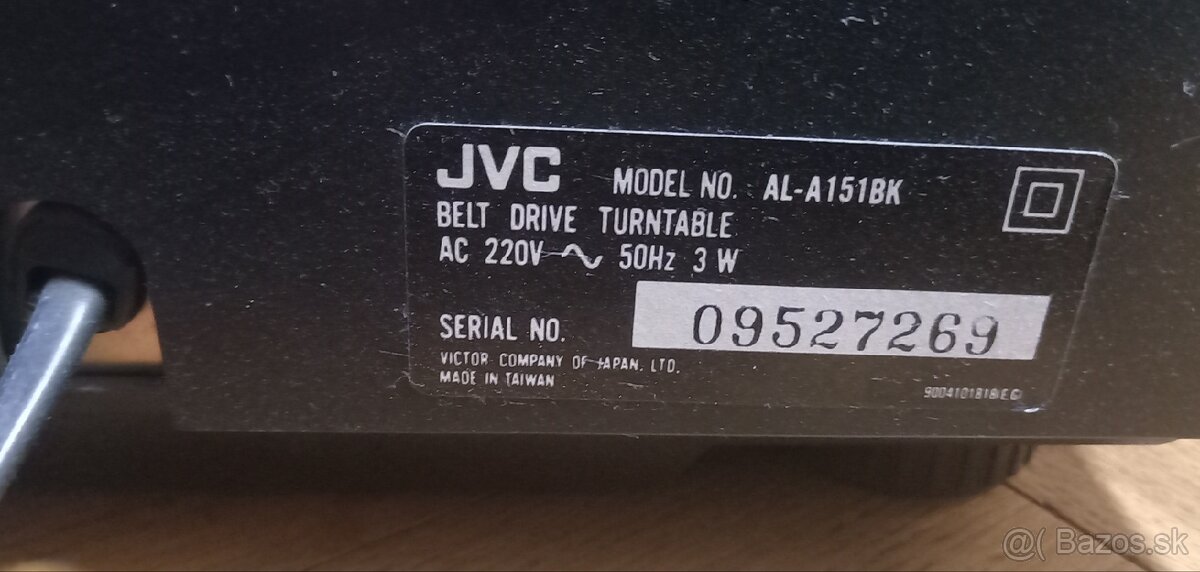 JVC MODEL NO. AL-A151BK
BELT DRIVE TURNTABLE
AC 220V ∿ 50Hz 3 W
SERIAL NO. 09527269
VICTOR COMPANY OF JAPAN, LTD.
MADE IN TAIWAN
@( Bazos.sk